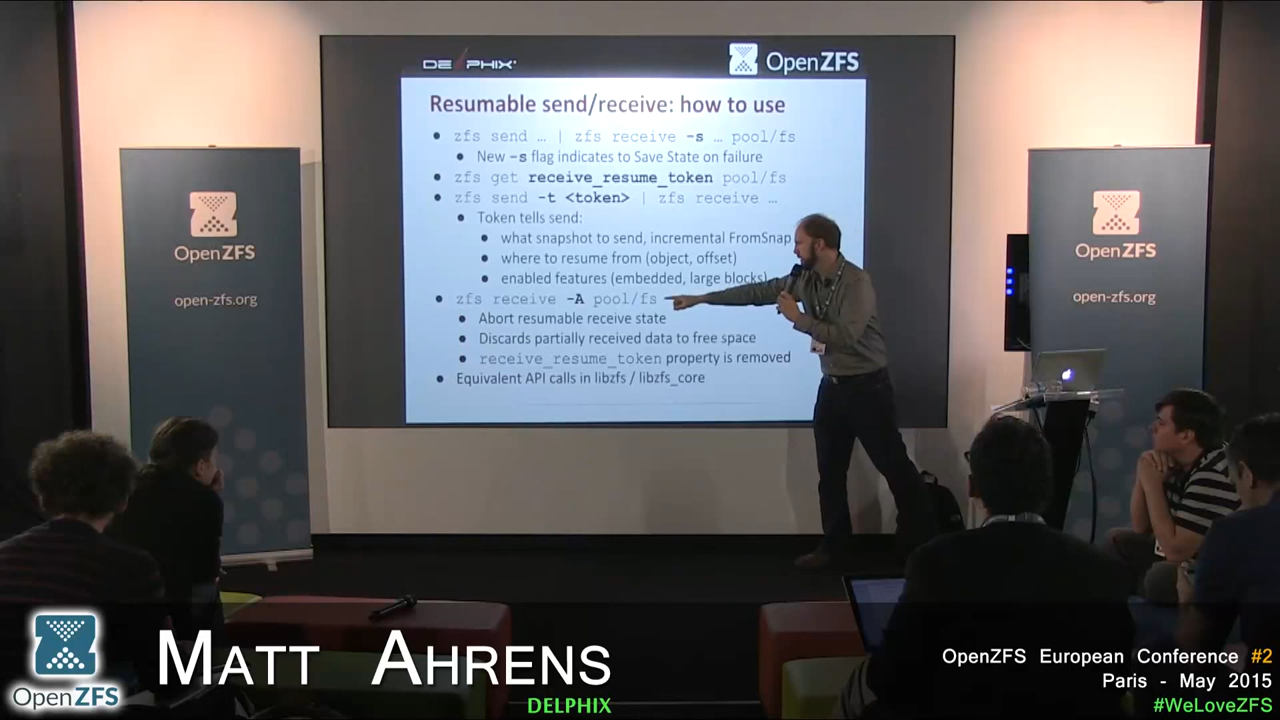 DELPHIX
OpenZFS
Resumable send/receive: how to use
• zfs send … | zfs receive -s … pool/fs
• New -s flag indicates to Save State on failure
• zfs get receive_resume_token pool/fs
• zfs send -t <token> | zfs receive …
• Token tells send:
• what snapshot to send, incremental FromSnap
• where to resume from (object, offset)
• enabled features (embedded, large blocks)
• zfs receive -A pool/fs
• Abort resumable receive state
• Discards partially received data to free space
• receive_resume_token property is removed
• Equivalent API calls in libzfs / libzfs_core
OpenZFS
open-zfs.org
OpenZFS
open-zfs.org
OpenZFS
MATT AHRENS
DELPHIX
OpenZFS European Conference #2
Paris - May 2015
#WeLoveZFS